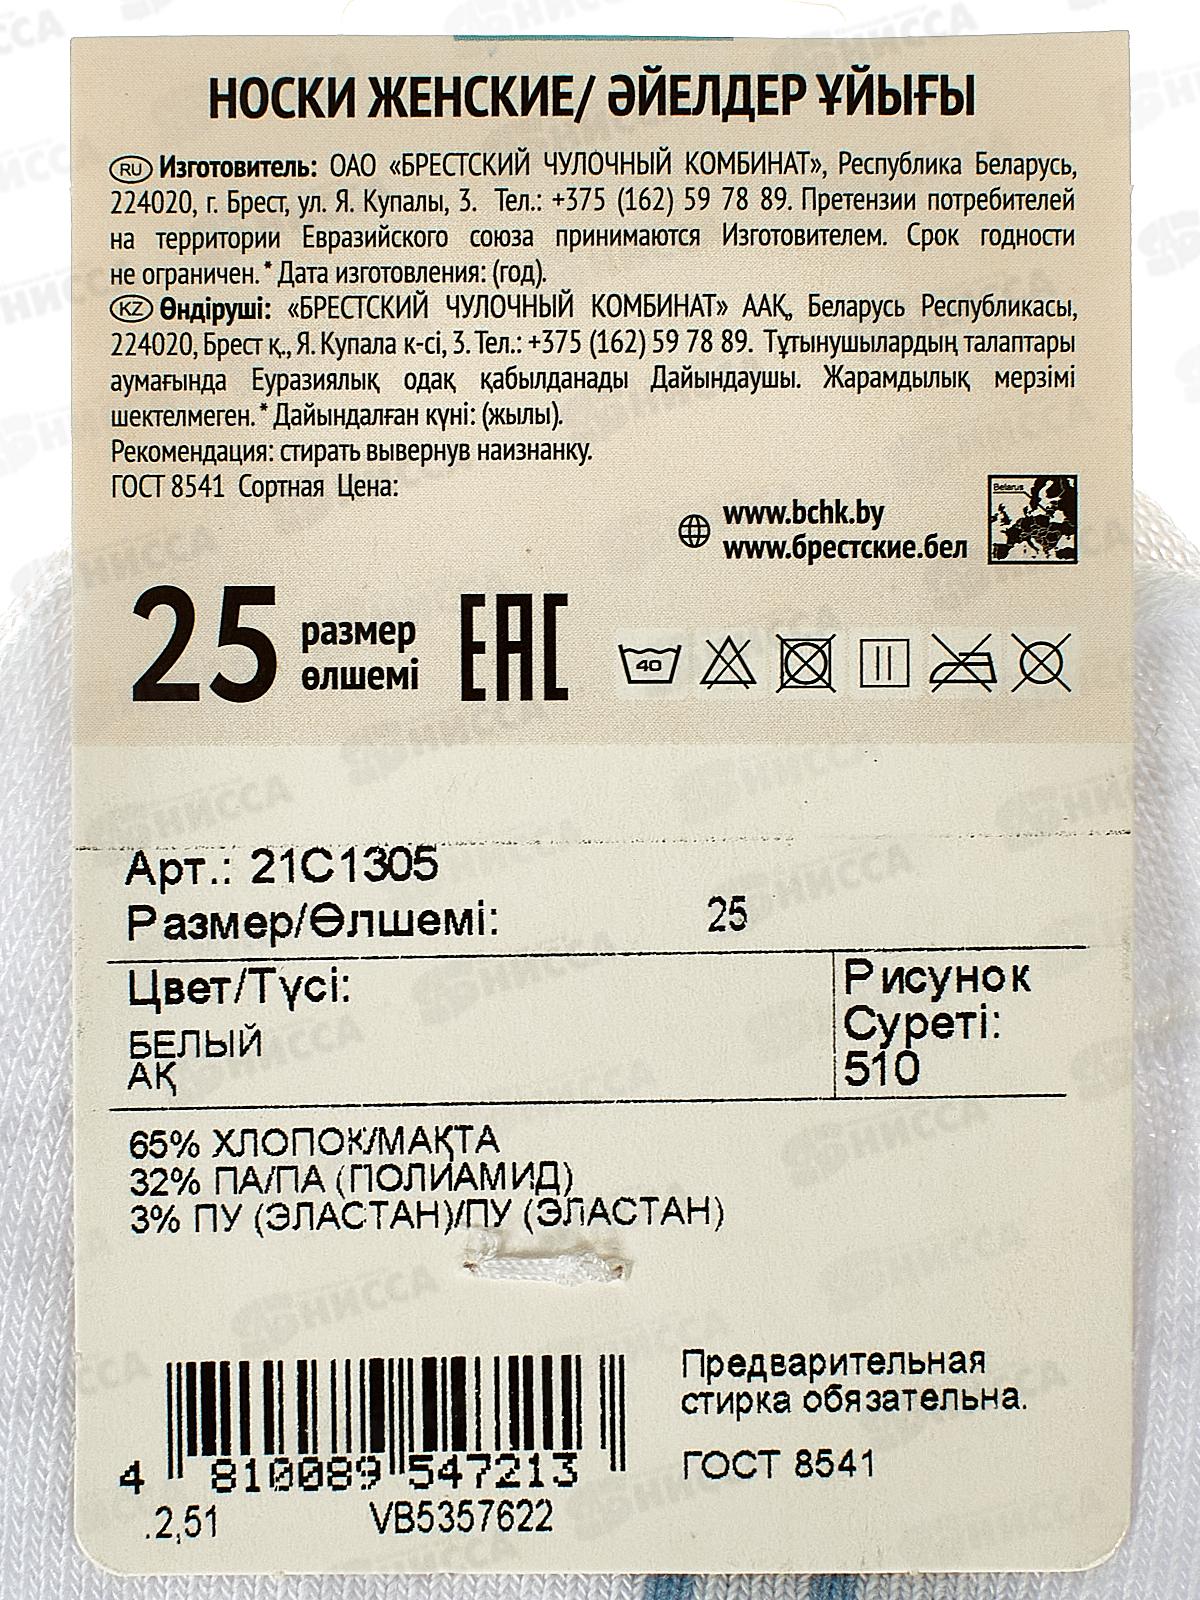 НОСКИ ЖЕНСКИЕ/ ӘЙЕЛДЕР ҰЙЫҒЫ
RU Изготовитель: ОАО «БРЕСТСКИЙ ЧУЛОЧНЫЙ КОМБИНАТ», Республика Беларусь,
224020, г. Брест, ул. Я. Купалы, 3. Тел.: +375 (162) 59 78 89. Претензии потребителей
на территории Евразийского союза принимаются Изготовителем. Срок годности
не ограничен. * Дата изготовления: (год).
KZ Өндіруші: «БРЕСТСКИЙ ЧУЛОЧНЫЙ КОМБИНАТ» ААҚ, Беларусь Республикасы,
224020, Брест қ., Я. Купала к-сі, 3. Тел.: +375 (162) 59 78 89. Тұтынушылардың талаптары
аумағында Еуразиялық одақ қабылданады Дайындаушы. Жарамдылық мерзімі
шектелмеген. * Дайындалған күні: (жылы).
Рекомендация: стирать вывернув наизнанку.
ГОСТ 8541 Сортная Цена:
www.bchk.by
www.брестские.бел
Belarus
25 размер
өлшемі
EAC
40
Арт.: 21С1305
Размер/Өлшемі: 25
Цвет/Түсі:
БЕЛЫЙ
АҚ
Рисунок
Суреті:
510
65% ХЛОПОК/МАҚТА
32% ПА/ПА (ПОЛИАМИД)
3% ПУ (ЭЛАСТАН)/ПУ (ЭЛАСТАН)
Предварительная
стирка обязательна.
ГОСТ 8541
4 810089 547213
.2,51 VB5357622
НИССА